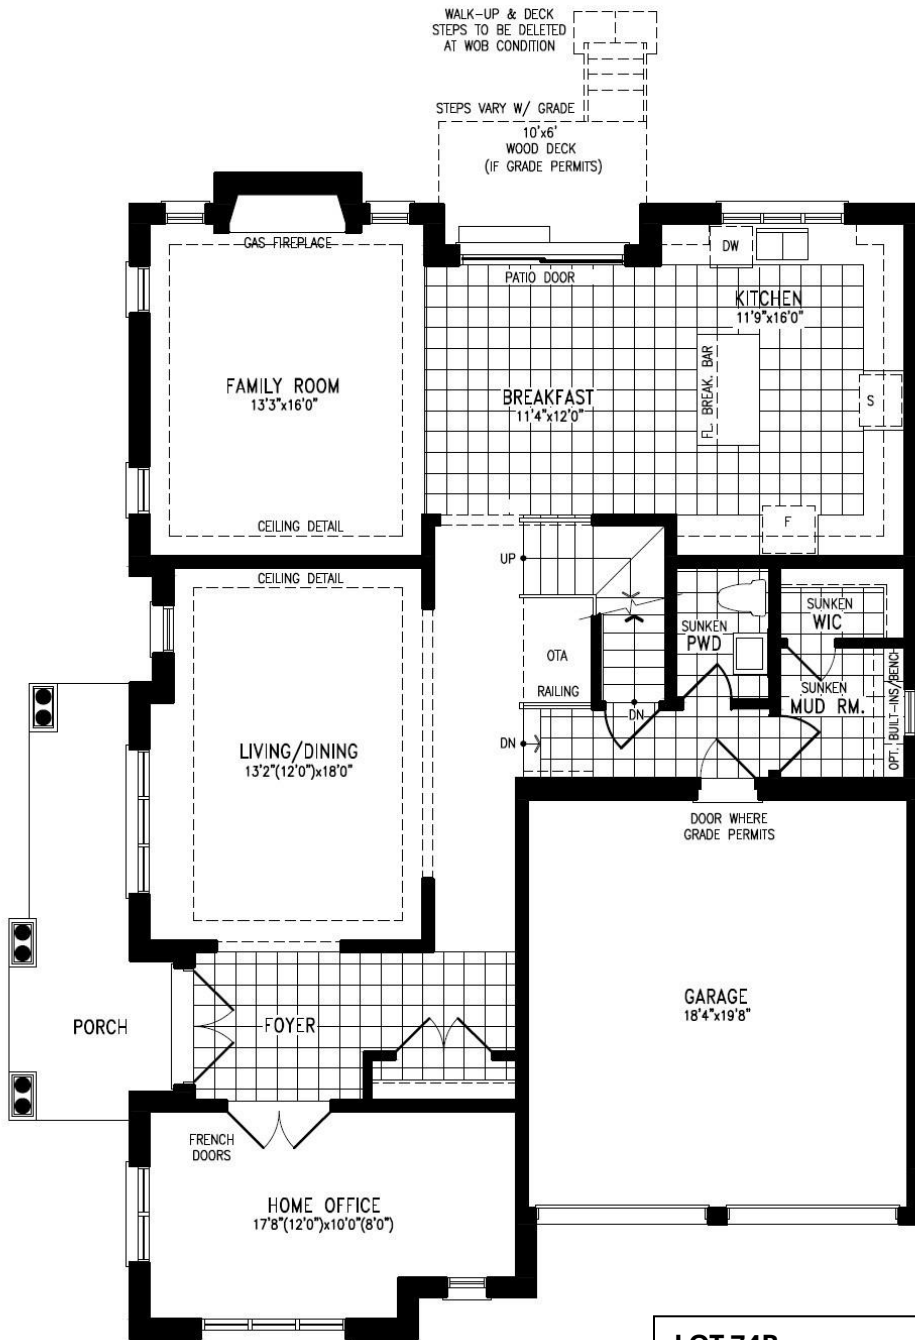 WALK-UP & DECK
STEPS TO BE DELETED
AT WOB CONDITION
STEPS VARY W/ GRADE
10'x6'
WOOD DECK
(IF GRADE PERMITS)
GAS FIREPLACE
PATIO DOOR
DW
KITCHEN
11'9"x16'0"
FAMILY ROOM
13'3"x16'0"
BREAKFAST
11'4"x12'0"
FL. BREAK. BAR
S
CEILING DETAIL
F
UP
CEILING DETAIL
SUNKEN
PWD
SUNKEN
WIC
OTA
RAILING
SUNKEN
MUD RM.
OPT. BUILT-INS/BENCH
DN
DN
LIVING/DINING
13'2"(12'0")x18'0"
DOOR WHERE
GRADE PERMITS
GARAGE
18'4"x19'8"
PORCH
FOYER
FRENCH
DOORS
HOME OFFICE
17'8"(12'0")x10'0"(8'0")
LOT 74R